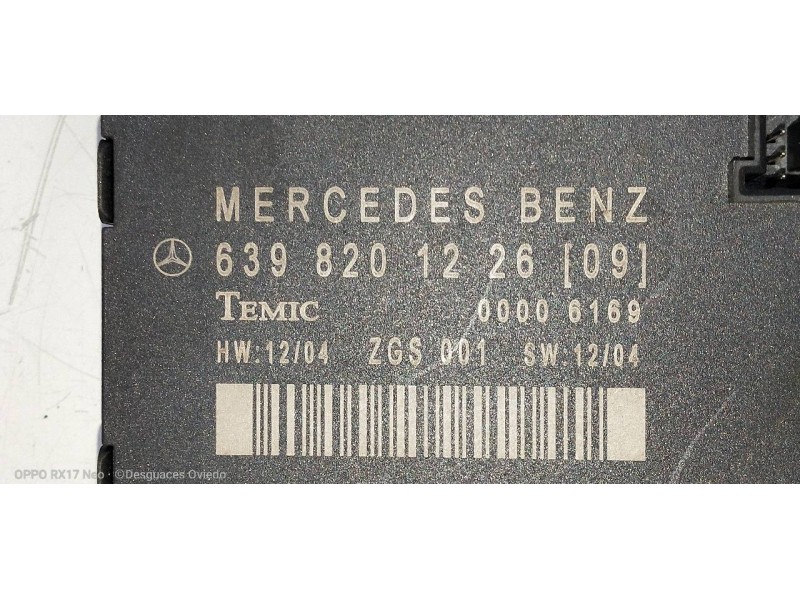 MERCEDES BENZ
639 820 12 26 [09]
TEMIC 0000 6169
HW:12/04 ZGS 001 SW:12/04
OPPO RX17 Neo · ©Desguaces Oviedo